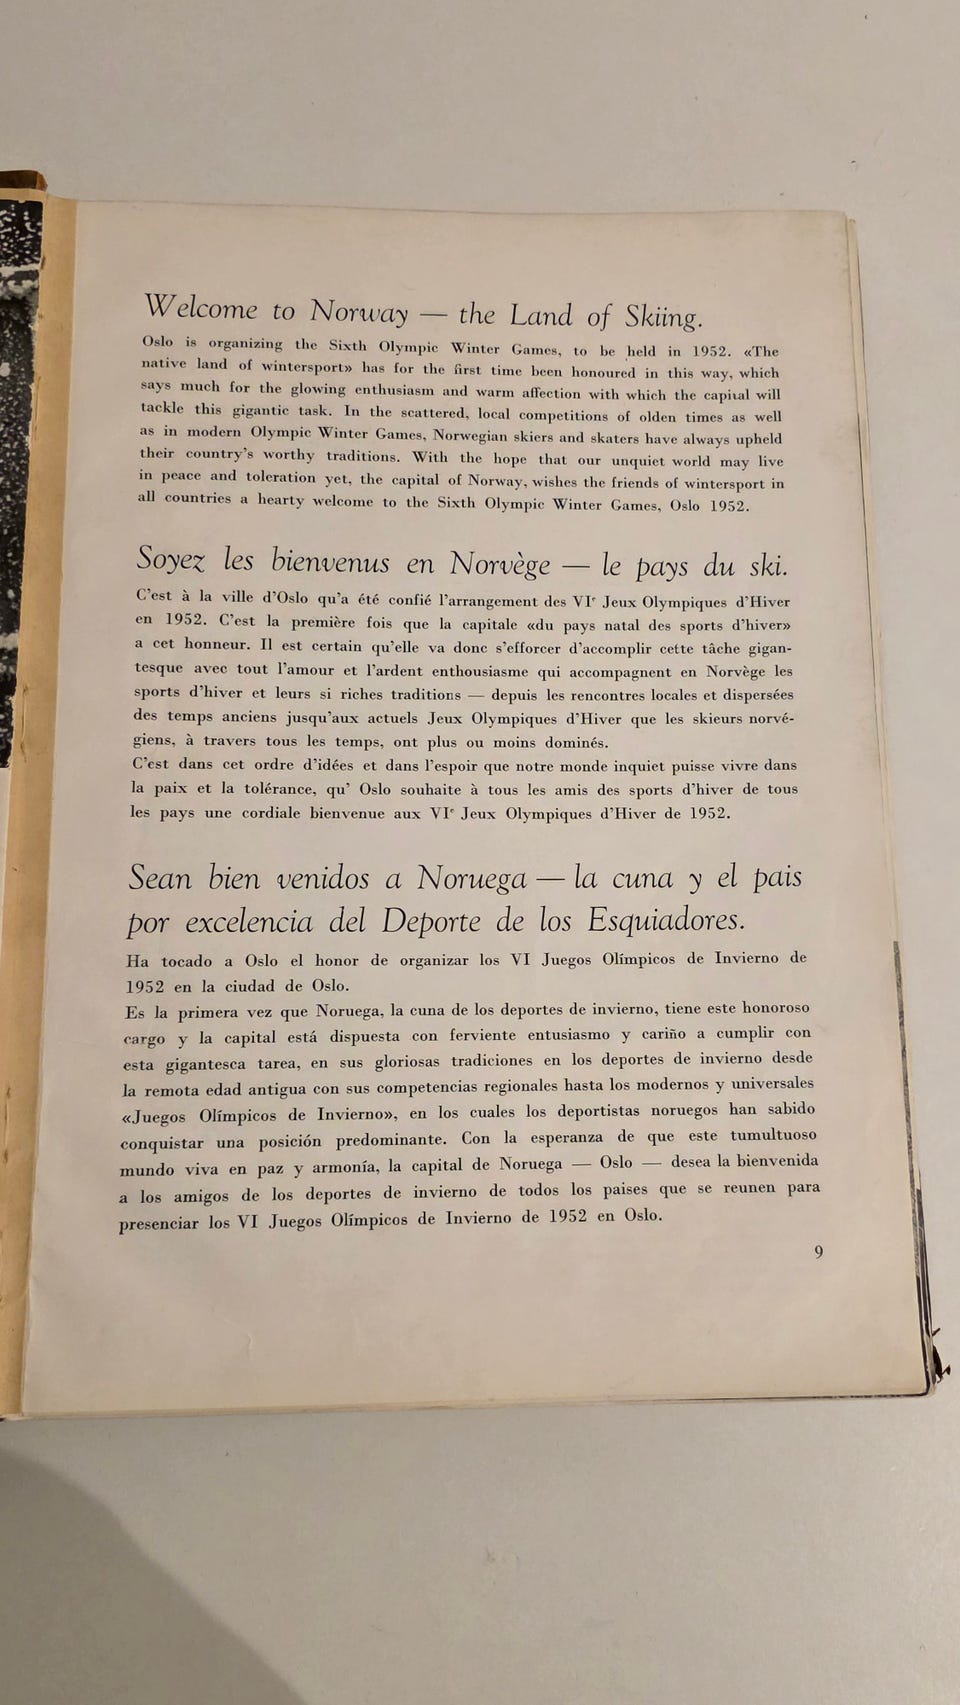 Welcome to Norway — the Land of Skiing.
Oslo is organizing the Sixth Olympic Winter Games, to be held in 1952. «The
native land of wintersport» has for the first time been honoured in this way, which
says much for the glowing enthusiasm and warm affection with which the capital will
tackle this gigantic task. In the scattered, local competitions of olden times as well
as in modern Olympic Winter Games, Norwegian skiers and skaters have always upheld
their country's worthy traditions. With the hope that our unquiet world may live
in peace and toleration yet, the capital of Norway, wishes the friends of wintersport in
all countries a hearty welcome to the Sixth Olympic Winter Games, Oslo 1952.
Soyez les bienvenus en Norvège — le pays du ski.
C'est à la ville d'Oslo qu'a été confié l'arrangement des VIᵉ Jeux Olympiques d'Hiver
en 1952. C'est la première fois que la capitale «du pays natal des sports d'hiver»
a cet honneur. Il est certain qu'elle va donc s'efforcer d'accomplir cette tâche gigan-
tesque avec tout l'amour et l'ardent enthousiasme qui accompagnent en Norvège les
sports d'hiver et leurs si riches traditions — depuis les rencontres locales et dispersées
des temps anciens jusqu'aux actuels Jeux Olympiques d'Hiver que les skieurs norvé-
giens, à travers tous les temps, ont plus ou moins dominés.
C'est dans cet ordre d'idées et dans l'espoir que notre monde inquiet puisse vivre dans
la paix et la tolérance, qu' Oslo souhaite à tous les amis des sports d'hiver de tous
les pays une cordiale bienvenue aux VIᵉ Jeux Olympiques d'Hiver de 1952.
Sean bien venidos a Noruega — la cuna y el pais
por excelencia del Deporte de los Esquiadores.
Ha tocado a Oslo el honor de organizar los VI Juegos Olímpicos de Invierno de
1952 en la ciudad de Oslo.
Es la primera vez que Noruega, la cuna de los deportes de invierno, tiene este honoroso
cargo y la capital está dispuesta con ferviente entusiasmo y cariño a cumplir con
esta gigantesca tarea, en sus gloriosas tradiciones en los deportes de invierno desde
la remota edad antigua con sus competencias regionales hasta los modernos y universales
«Juegos Olímpicos de Invierno», en los cuales los deportistas noruegos han sabido
conquistar una posición predominante. Con la esperanza de que este tumultuoso
mundo viva en paz y armonía, la capital de Noruega — Oslo — desea la bienvenida
a los amigos de los deportes de invierno de todos los paises que se reunen para
presenciar los VI Juegos Olímpicos de Invierno de 1952 en Oslo.
9